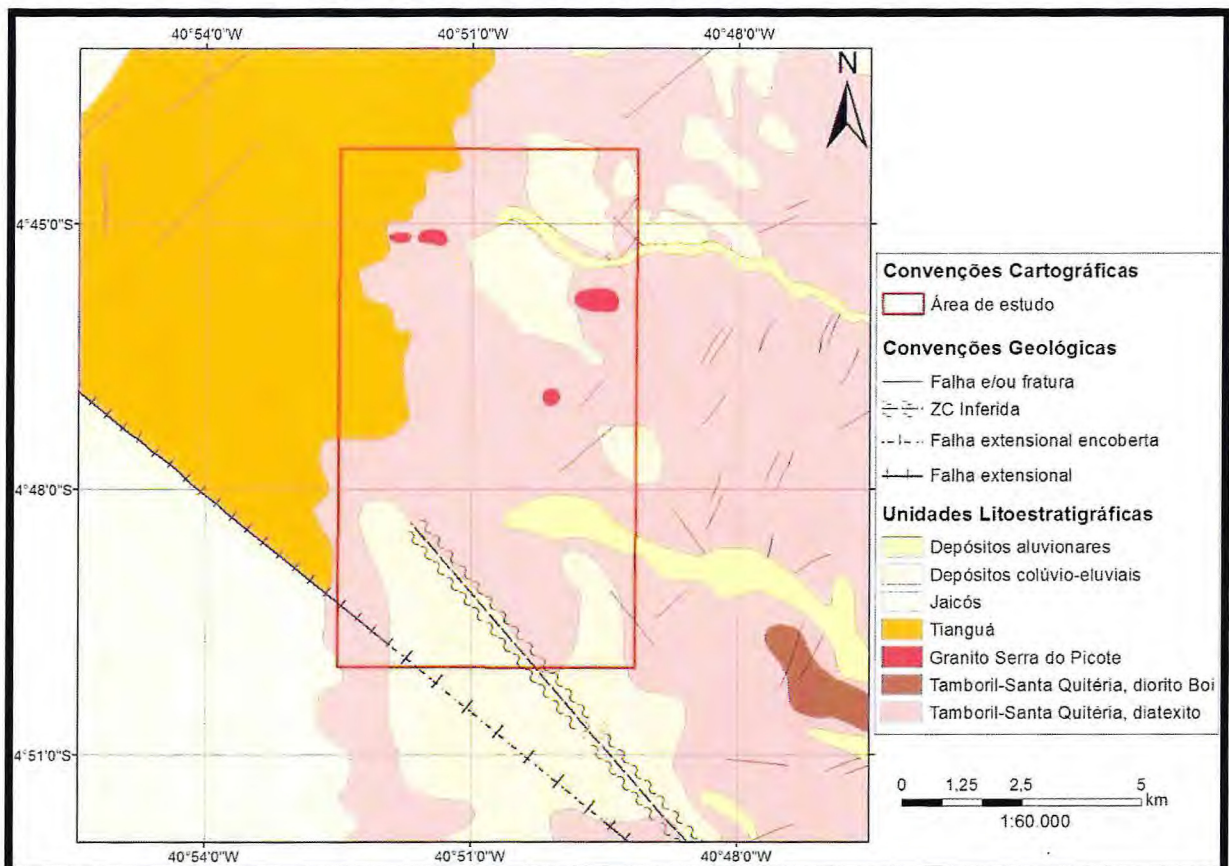 40°54'0"W 40°51'0"W 40°48'0"W
N
4°45'0"S
4°48'0"S
4°51'0"S
40°54'0"W 40°51'0"W 40°48'0"W
Convenções Cartográficas
Área de estudo
Convenções Geológicas
Falha e/ou fratura
ZC Inferida
Falha extensional encoberta
Falha extensional
Unidades Litoestratigráficas
Depósitos aluvionares
Depósitos colúvio-eluviais
Jaicós
Tianguá
Granito Serra do Picote
Tamboril-Santa Quitéria, diorito Boi
Tamboril-Santa Quitéria, diatexito
0 1,25 2,5 5
km
1:60.000